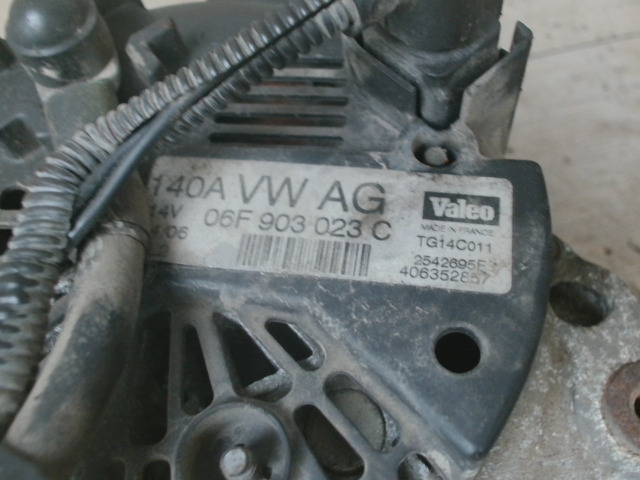 140A VW AG
14V 06F 903 023 C
Valeo
MADE IN FRANCE
TG14C011
2542695F
406352857